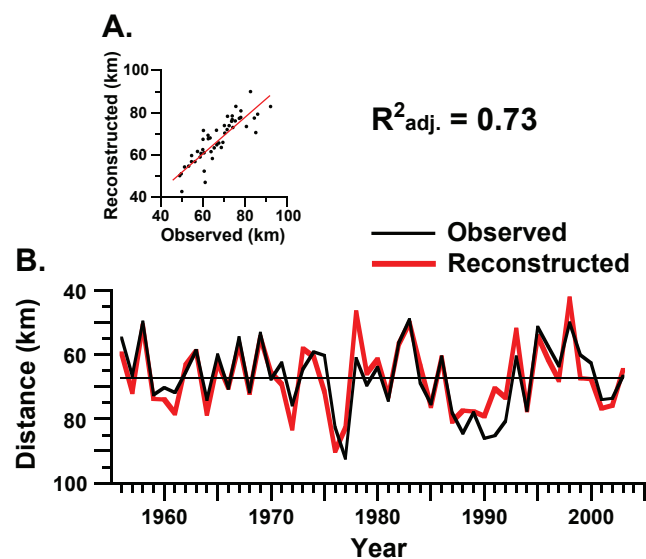 A.
Reconstructed (km)
100
80
60
40
40 60 80 100
Observed (km)
R²adj. = 0.73
Observed
Reconstructed
B.
Distance (km)
40
60
80
100
1960 1970 1980 1990 2000
Year